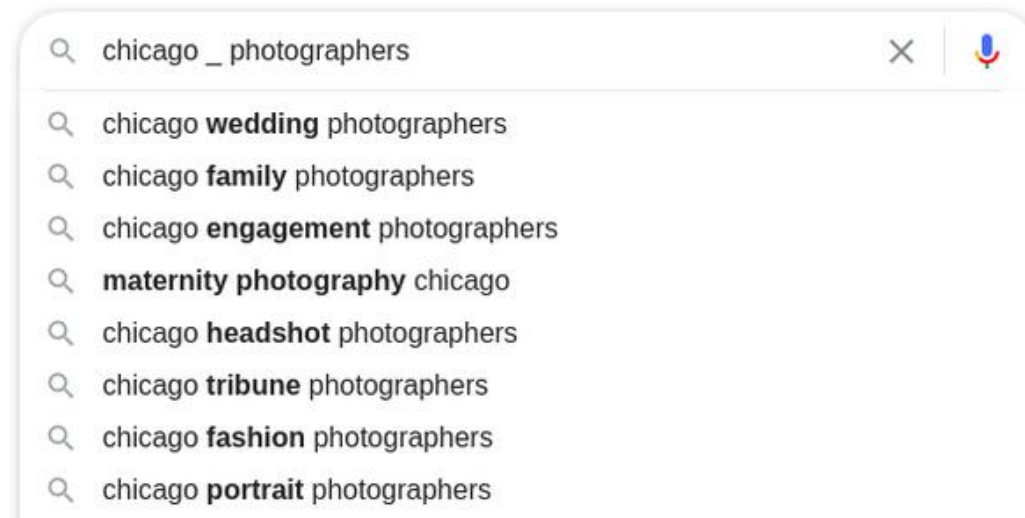 chicago _ photographers
chicago wedding photographers
chicago family photographers
chicago engagement photographers
maternity photography chicago
chicago headshot photographers
chicago tribune photographers
chicago fashion photographers
chicago portrait photographers